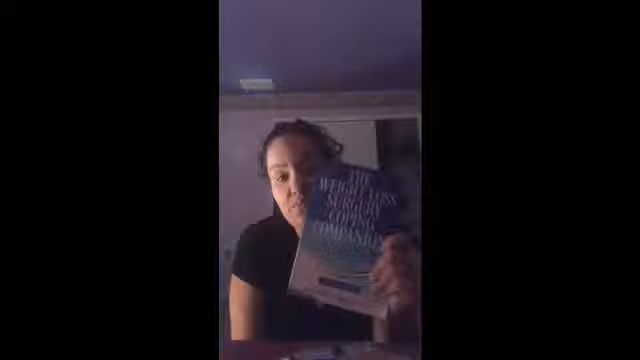 THE
WEIGHT LOSS
SURGERY
COPING
COMPANION